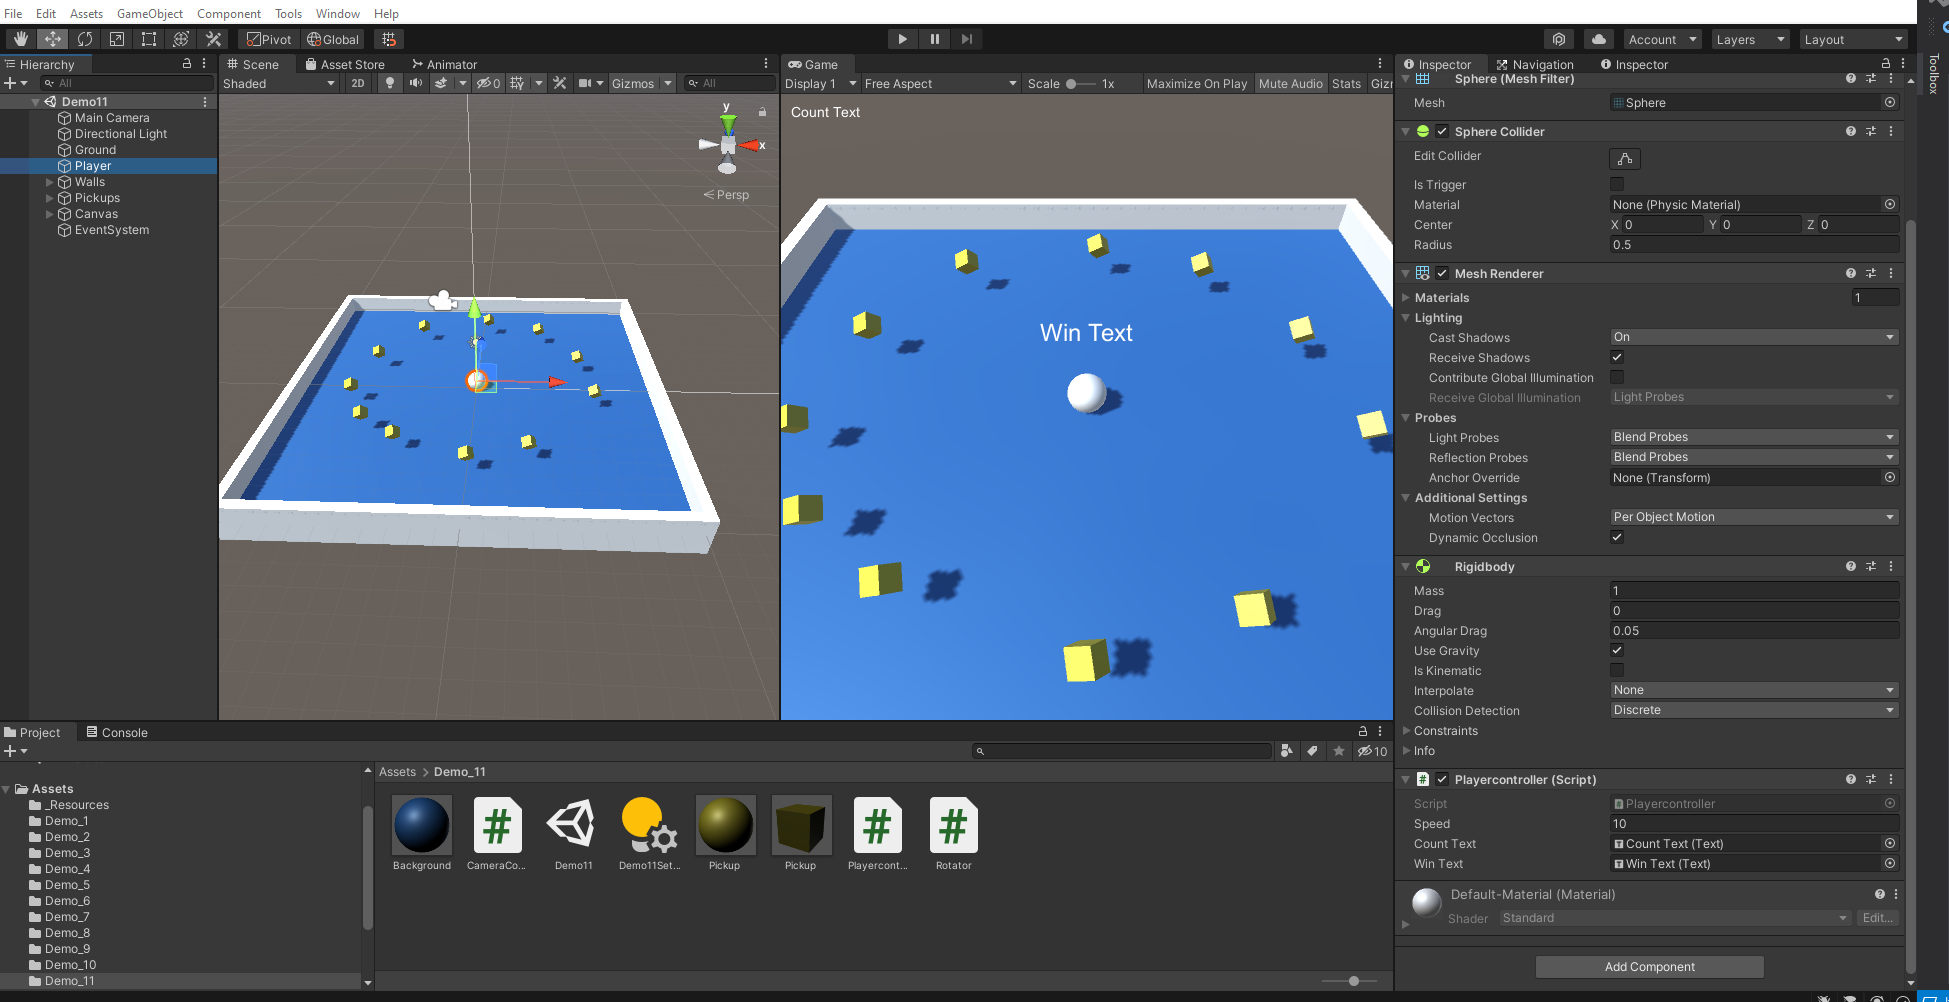 File Edit Assets GameObject Component Tools Window Help
Pivot Global Account Layers Layout
Hierarchy
All
Demo11
Main Camera
Directional Light
Ground
Player
Walls
Pickups
Canvas
EventSystem
Scene Asset Store Animator
Shaded 2D 0 Gizmos All
y
x
Persp
Game
Display 1 Free Aspect Scale 1x Maximize On Play Mute Audio Stats Giz
Count Text
Win Text
Inspector Navigation Inspector
Sphere (Mesh Filter)
Mesh Sphere
Sphere Collider
Edit Collider
Is Trigger
Material None (Physic Material)
Center X 0 Y 0 Z 0
Radius 0.5
Mesh Renderer
Materials 1
Lighting
Cast Shadows On
Receive Shadows
Contribute Global Illumination
Receive Global Illumination Light Probes
Probes
Light Probes Blend Probes
Reflection Probes Blend Probes
Anchor Override None (Transform)
Additional Settings
Motion Vectors Per Object Motion
Dynamic Occlusion
Rigidbody
Mass 1
Drag 0
Angular Drag 0.05
Use Gravity
Is Kinematic
Interpolate None
Collision Detection Discrete
Constraints
Info
Playercontroller (Script)
Script Playercontroller
Speed 10
Count Text Count Text (Text)
Win Text Win Text (Text)
Default-Material (Material)
Shader Standard Edit...
Add Component
Toolbox
Project Console
10
Assets
_Resources
Demo_1
Demo_2
Demo_3
Demo_4
Demo_5
Demo_6
Demo_7
Demo_8
Demo_9
Demo_10
Demo_11
Assets > Demo_11
Background CameraCo... Demo11 Demo11Set... Pickup Pickup Playercont... Rotator